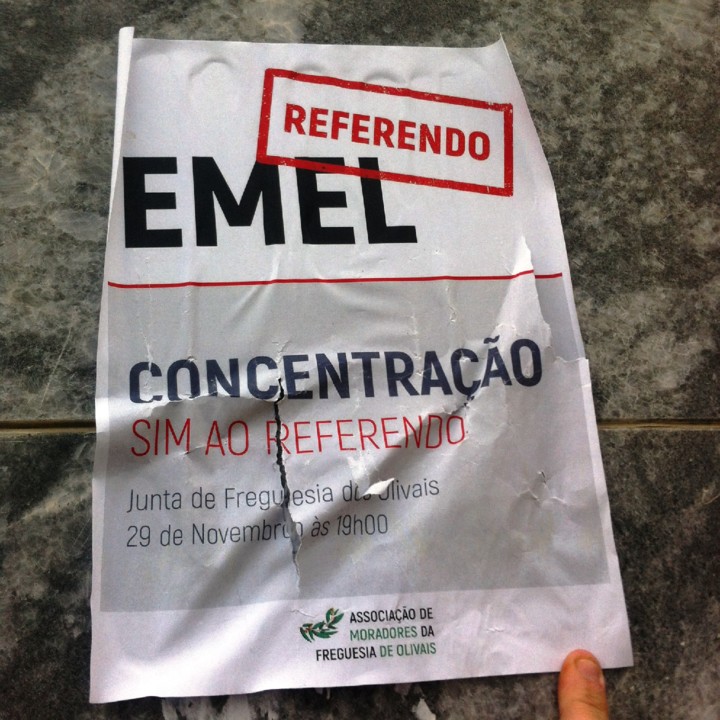 REFERENDO
EMEL
CONCENTRAÇÃO
SIM AO REFERENDO
Junta de Freguesia dos Olivais
29 de Novembro às 19h00
ASSOCIAÇÃO DE
MORADORES DA
FREGUESIA DE OLIVAIS